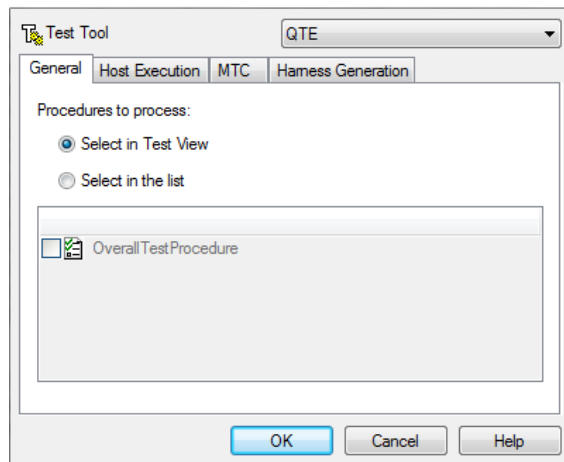 Test Tool QTE
General Host Execution MTC Harness Generation
Procedures to process:
Select in Test View
Select in the list
OverallTestProcedure
OK Cancel Help